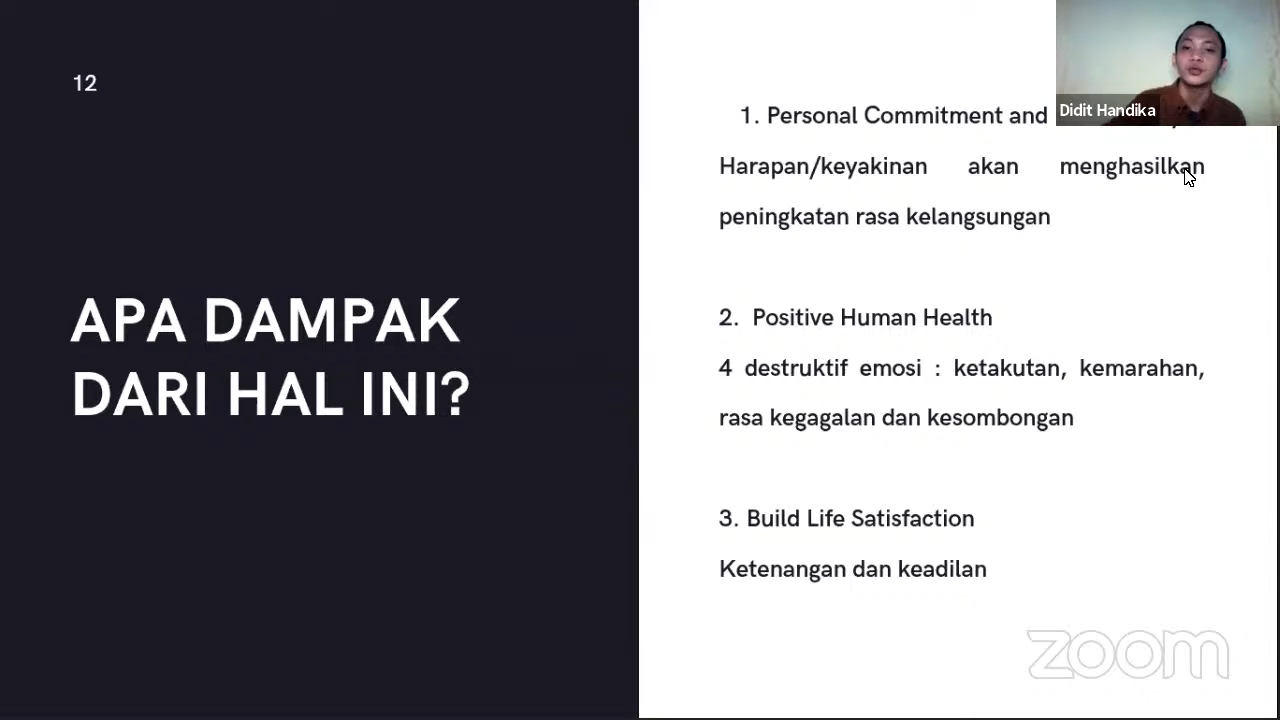 12
APA DAMPAK
DARI HAL INI?
1. Personal Commitment and
Harapan/keyakinan akan menghasilkan
peningkatan rasa kelangsungan
2. Positive Human Health
4 destruktif emosi : ketakutan, kemarahan,
rasa kegagalan dan kesombongan
3. Build Life Satisfaction
Ketenangan dan keadilan
Didit Handika
zoom